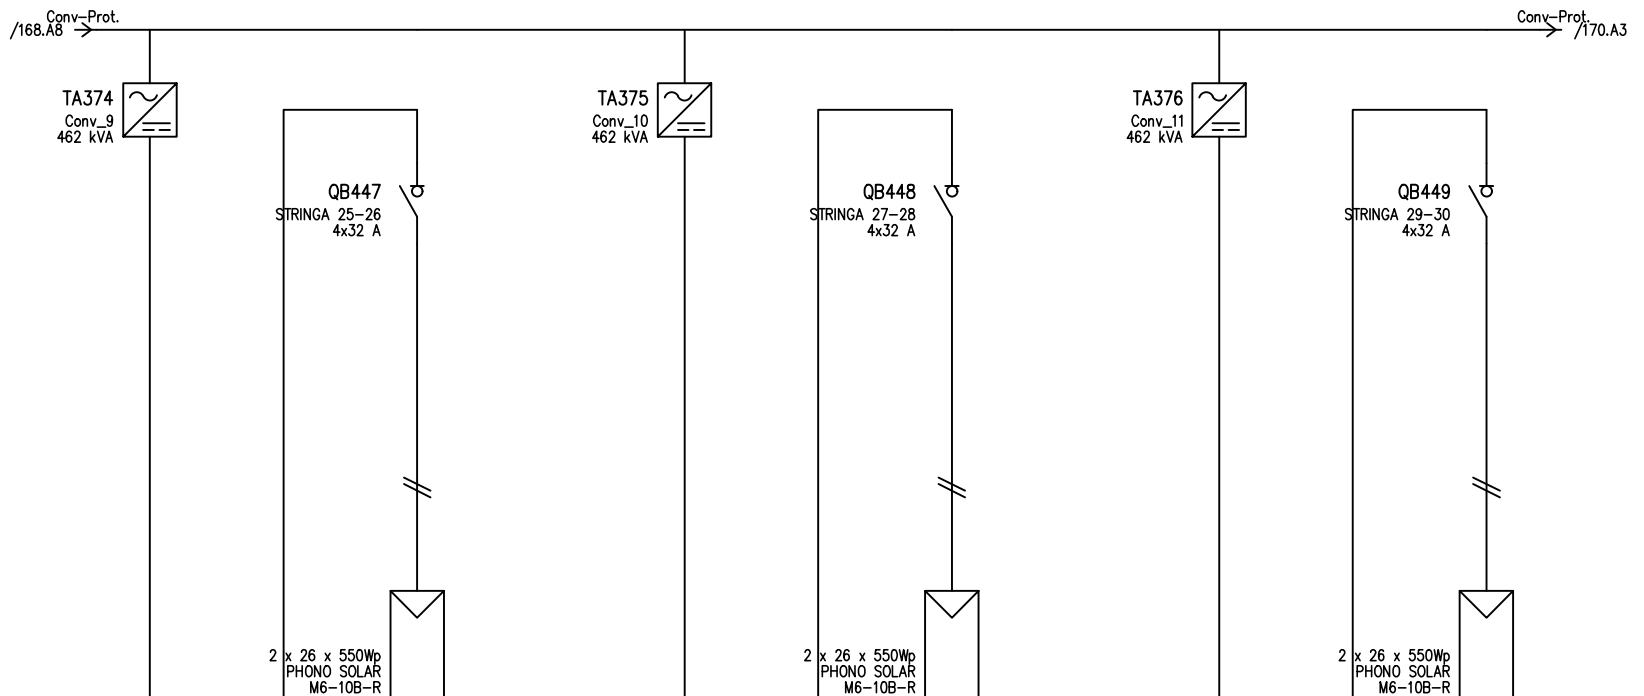 Conv-Prot.
/168.A8
Conv-Prot.
/170.A3
TA374
Conv_9
462 kVA
TA375
Conv_10
462 kVA
TA376
Conv_11
462 kVA
QB447
STRINGA 25-26
4x32 A
QB448
STRINGA 27-28
4x32 A
QB449
STRINGA 29-30
4x32 A
2 x 26 x 550Wp
PHONO SOLAR
M6-10B-R
2 x 26 x 550Wp
PHONO SOLAR
M6-10B-R
2 x 26 x 550Wp
PHONO SOLAR
M6-10B-R